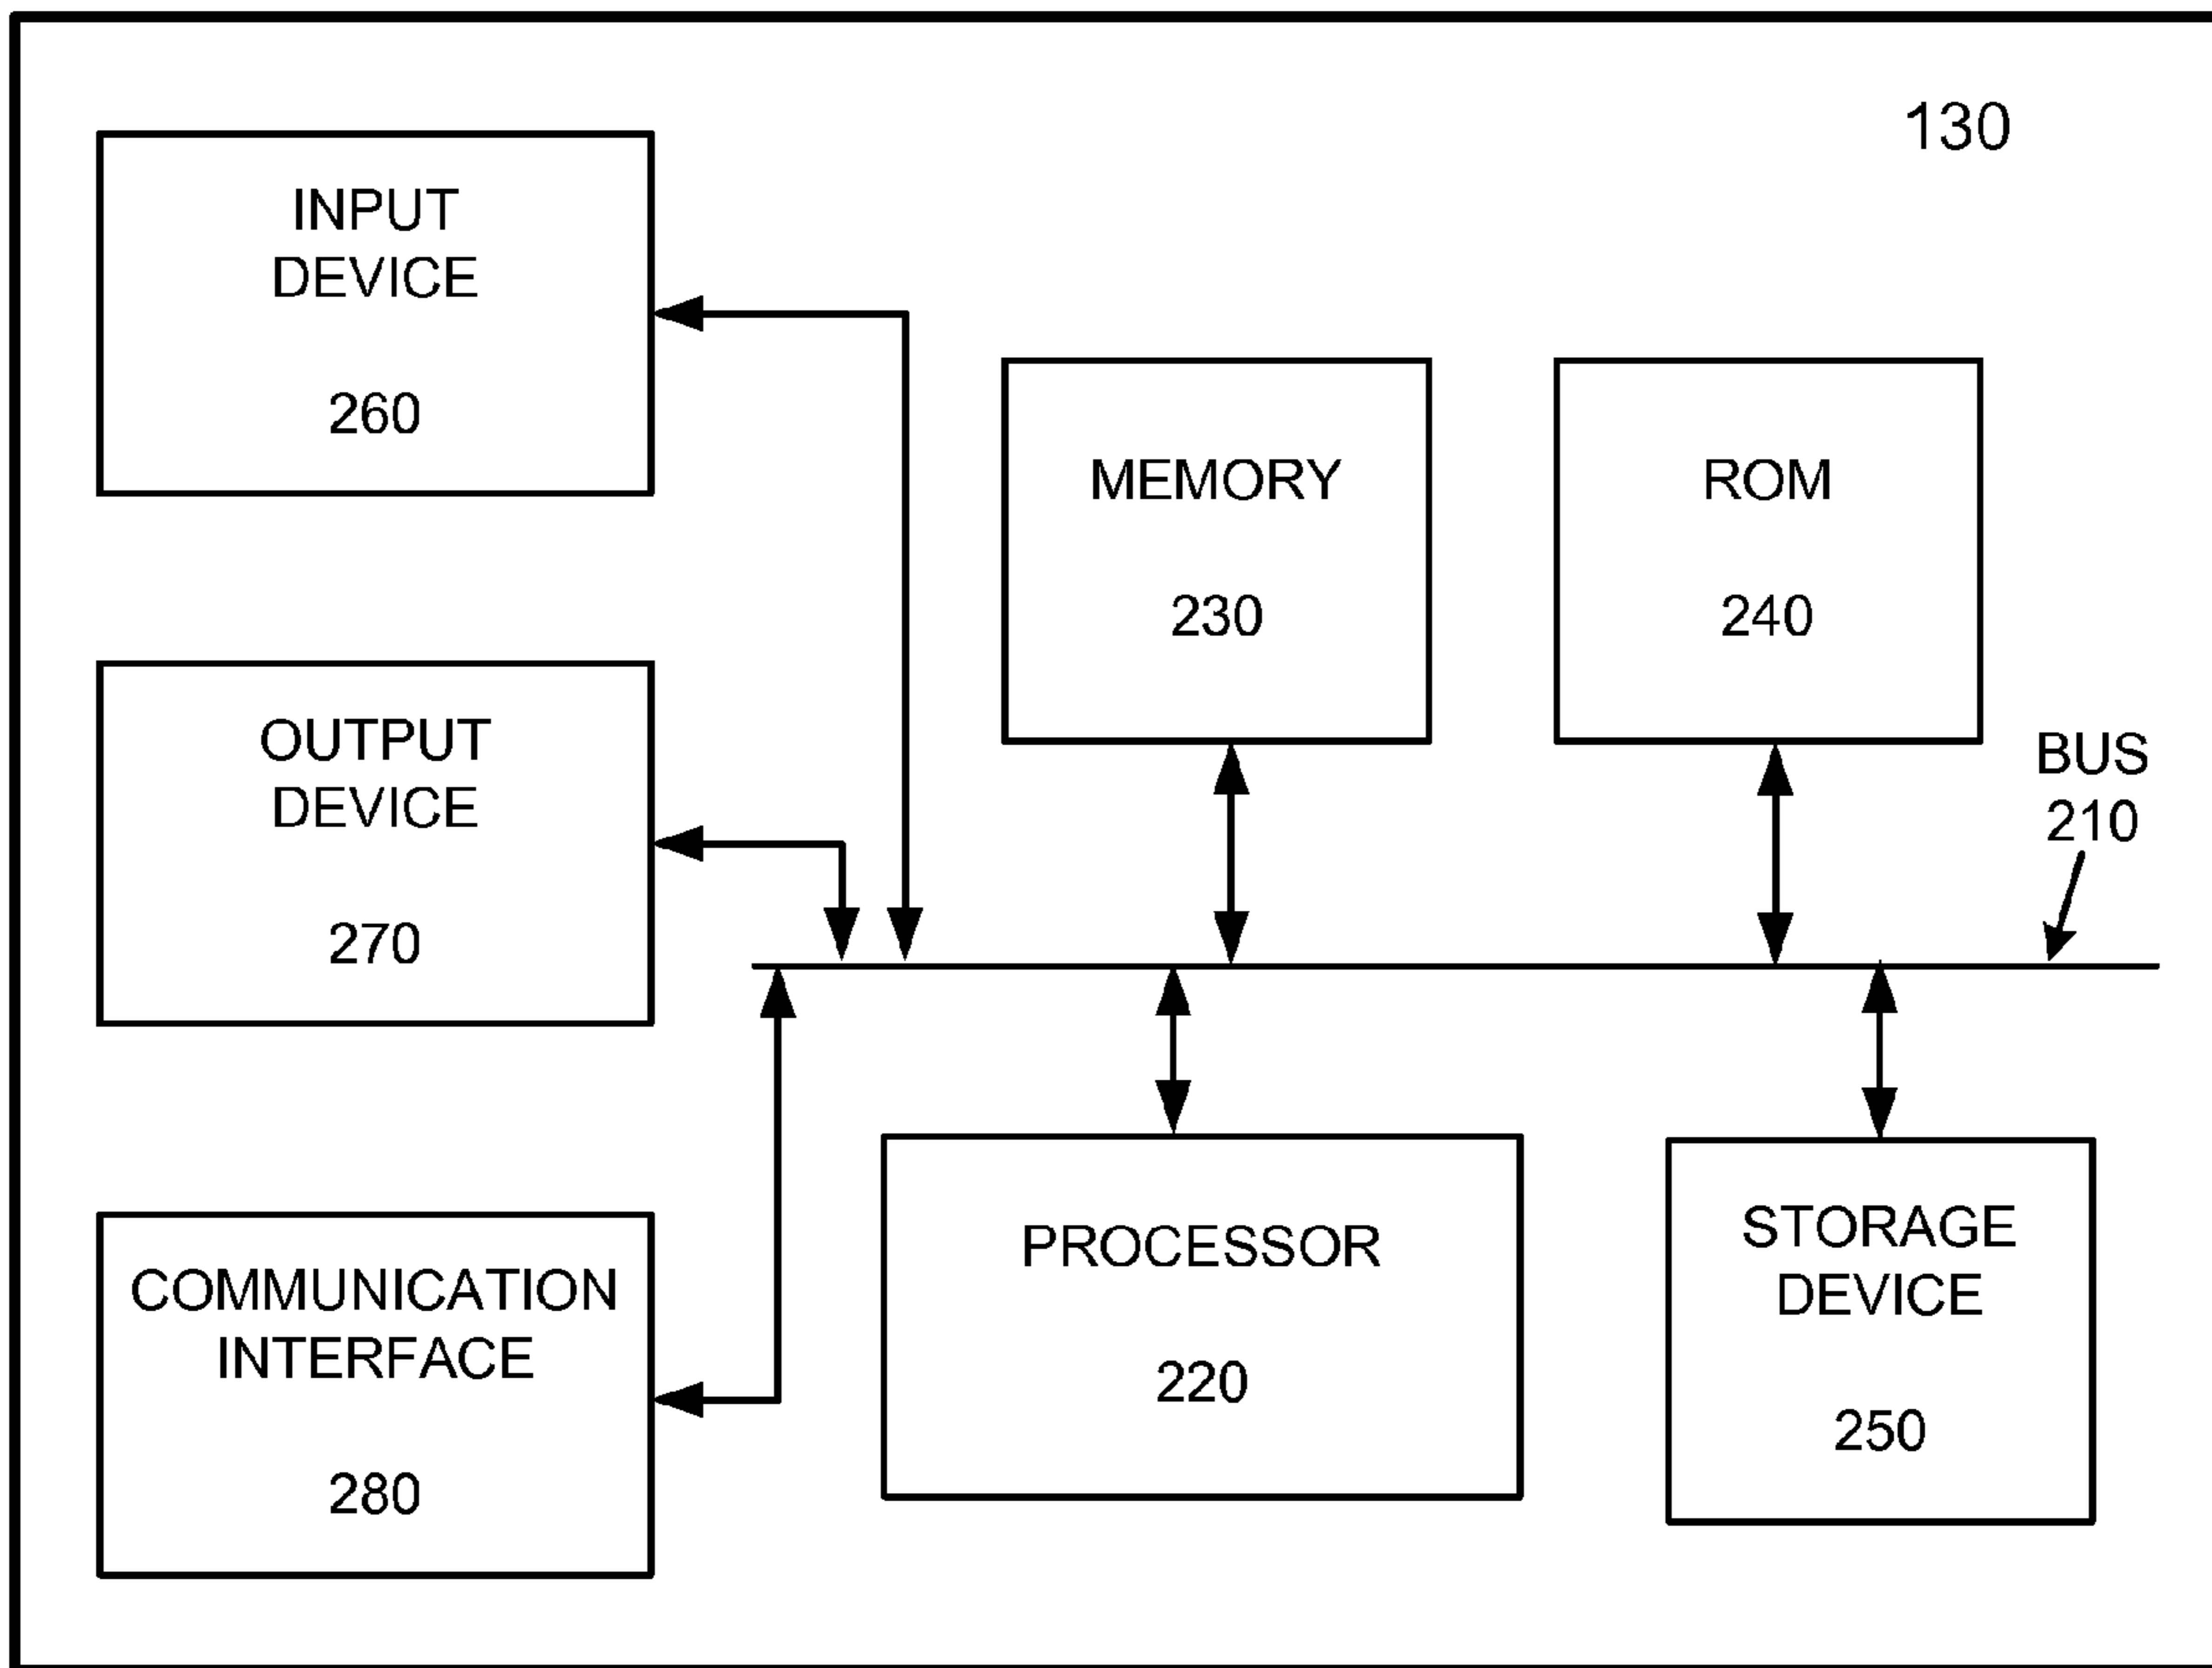 130
INPUT
DEVICE
260
MEMORY
230
ROM
240
OUTPUT
DEVICE
270
BUS
210
COMMUNICATION
INTERFACE
280
PROCESSOR
220
STORAGE
DEVICE
250